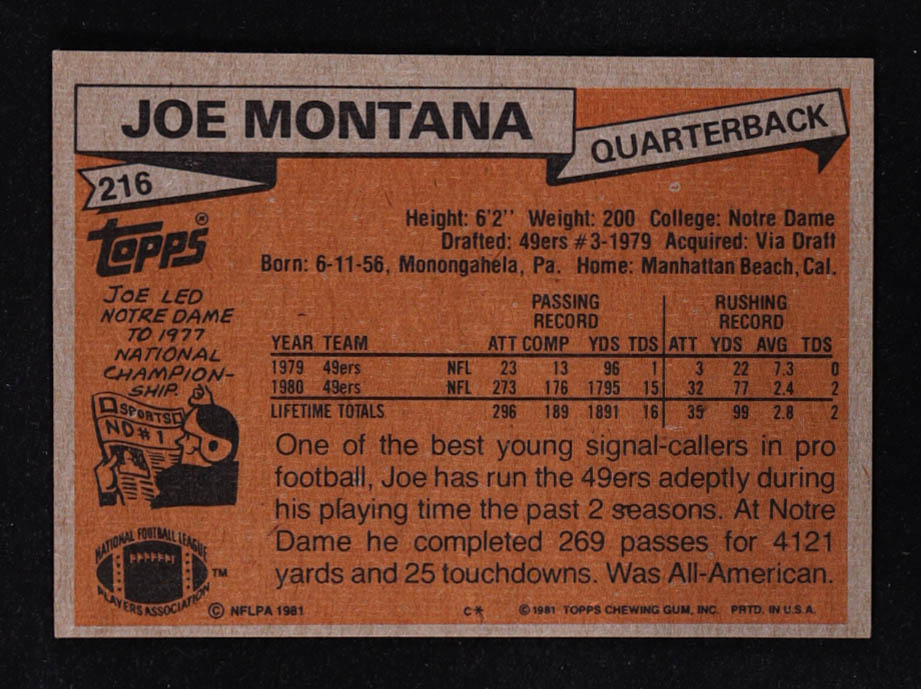 JOE MONTANA
QUARTERBACK
216
topps®
Height: 6'2'' Weight: 200 College: Notre Dame
Drafted: 49ers #3-1979 Acquired: Via Draft
Born: 6-11-56, Monongahela, Pa. Home: Manhattan Beach, Cal.
JOE LED
NOTRE DAME
TO 1977
NATIONAL
CHAMPION-
SHIP.
SPORTS
ND #1
PASSING RUSHING
RECORD RECORD
YEAR TEAM ATT COMP YDS TDS ATT YDS AVG TDS
1979 49ers NFL 23 13 96 1 3 22 7.3 0
1980 49ers NFL 273 176 1795 15 32 77 2.4 2
LIFETIME TOTALS 296 189 1891 16 35 99 2.8 2
One of the best young signal-callers in pro
football, Joe has run the 49ers adeptly during
his playing time the past 2 seasons. At Notre
Dame he completed 269 passes for 4121
yards and 25 touchdowns. Was All-American.
NATIONAL FOOTBALL LEAGUE
PLAYERS ASSOCIATION
TM
© NFLPA 1981
C* © 1981 TOPPS CHEWING GUM, INC. PRTD. IN U.S.A.